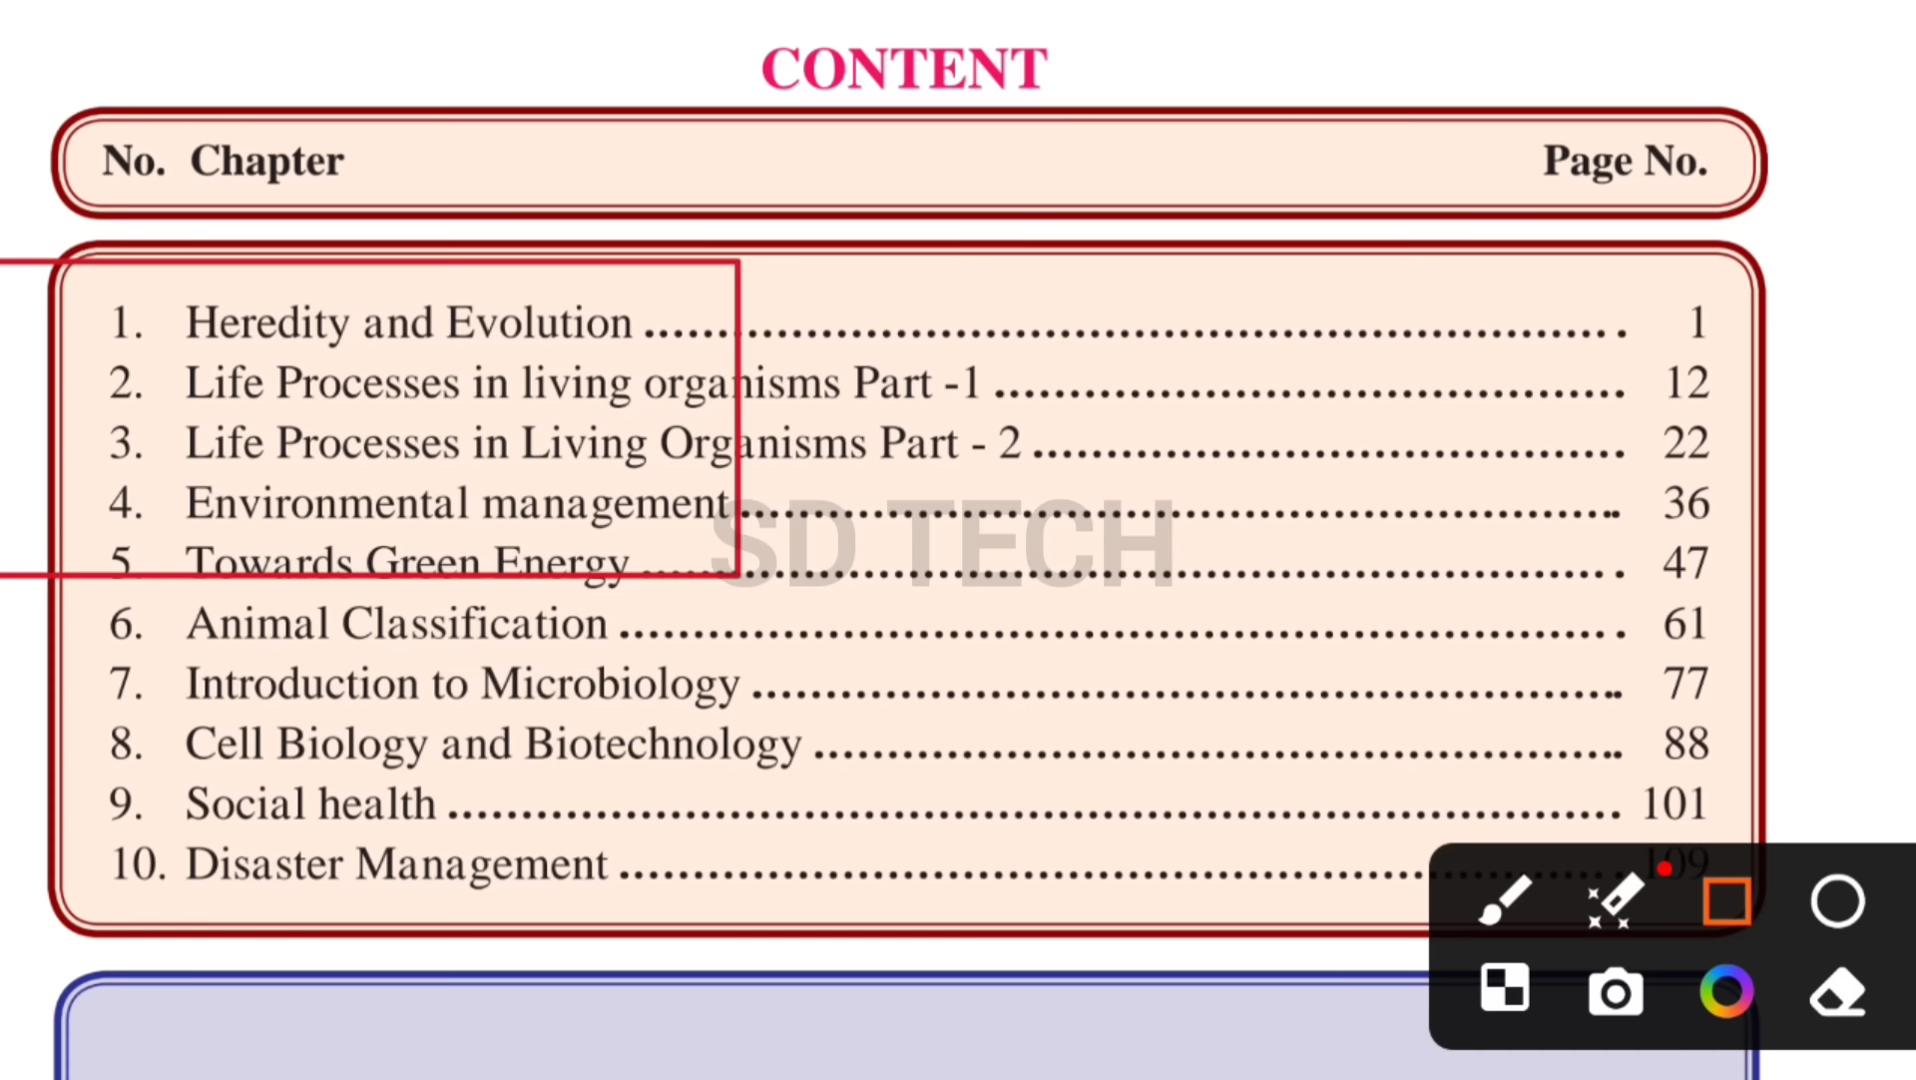 CONTENT
No. Chapter Page No.
1. Heredity and Evolution 1
2. Life Processes in living organisms Part -1 12
3. Life Processes in Living Organisms Part - 2 22
4. Environmental management 36
5. Towards Green Energy 47
6. Animal Classification 61
7. Introduction to Microbiology 77
8. Cell Biology and Biotechnology 88
9. Social health 101
10. Disaster Management 109
SD TECH